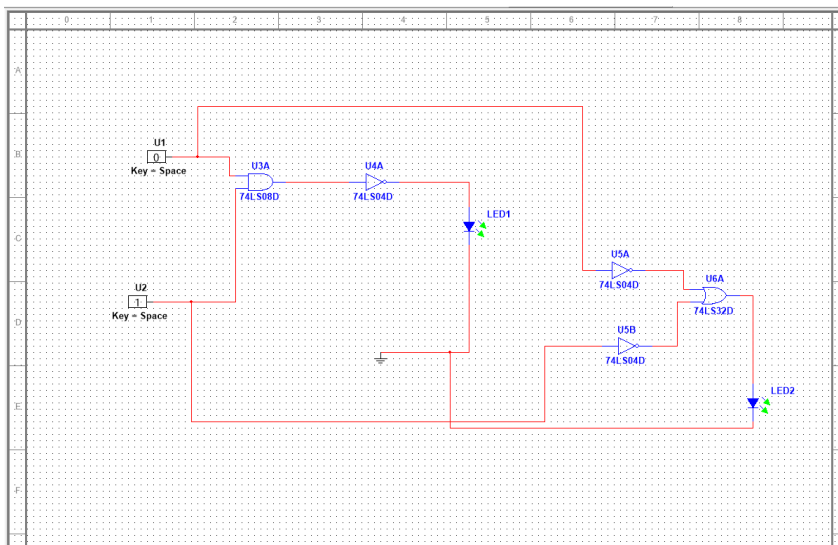 0 1 2 3 4 5 6 7 8
A
B
C
D
E
F
U1
0
Key = Space
U3A
74LS08D
U4A
74LS04D
LED1
U2
1
Key = Space
U5A
74LS04D
U6A
74LS32D
U5B
74LS04D
LED2